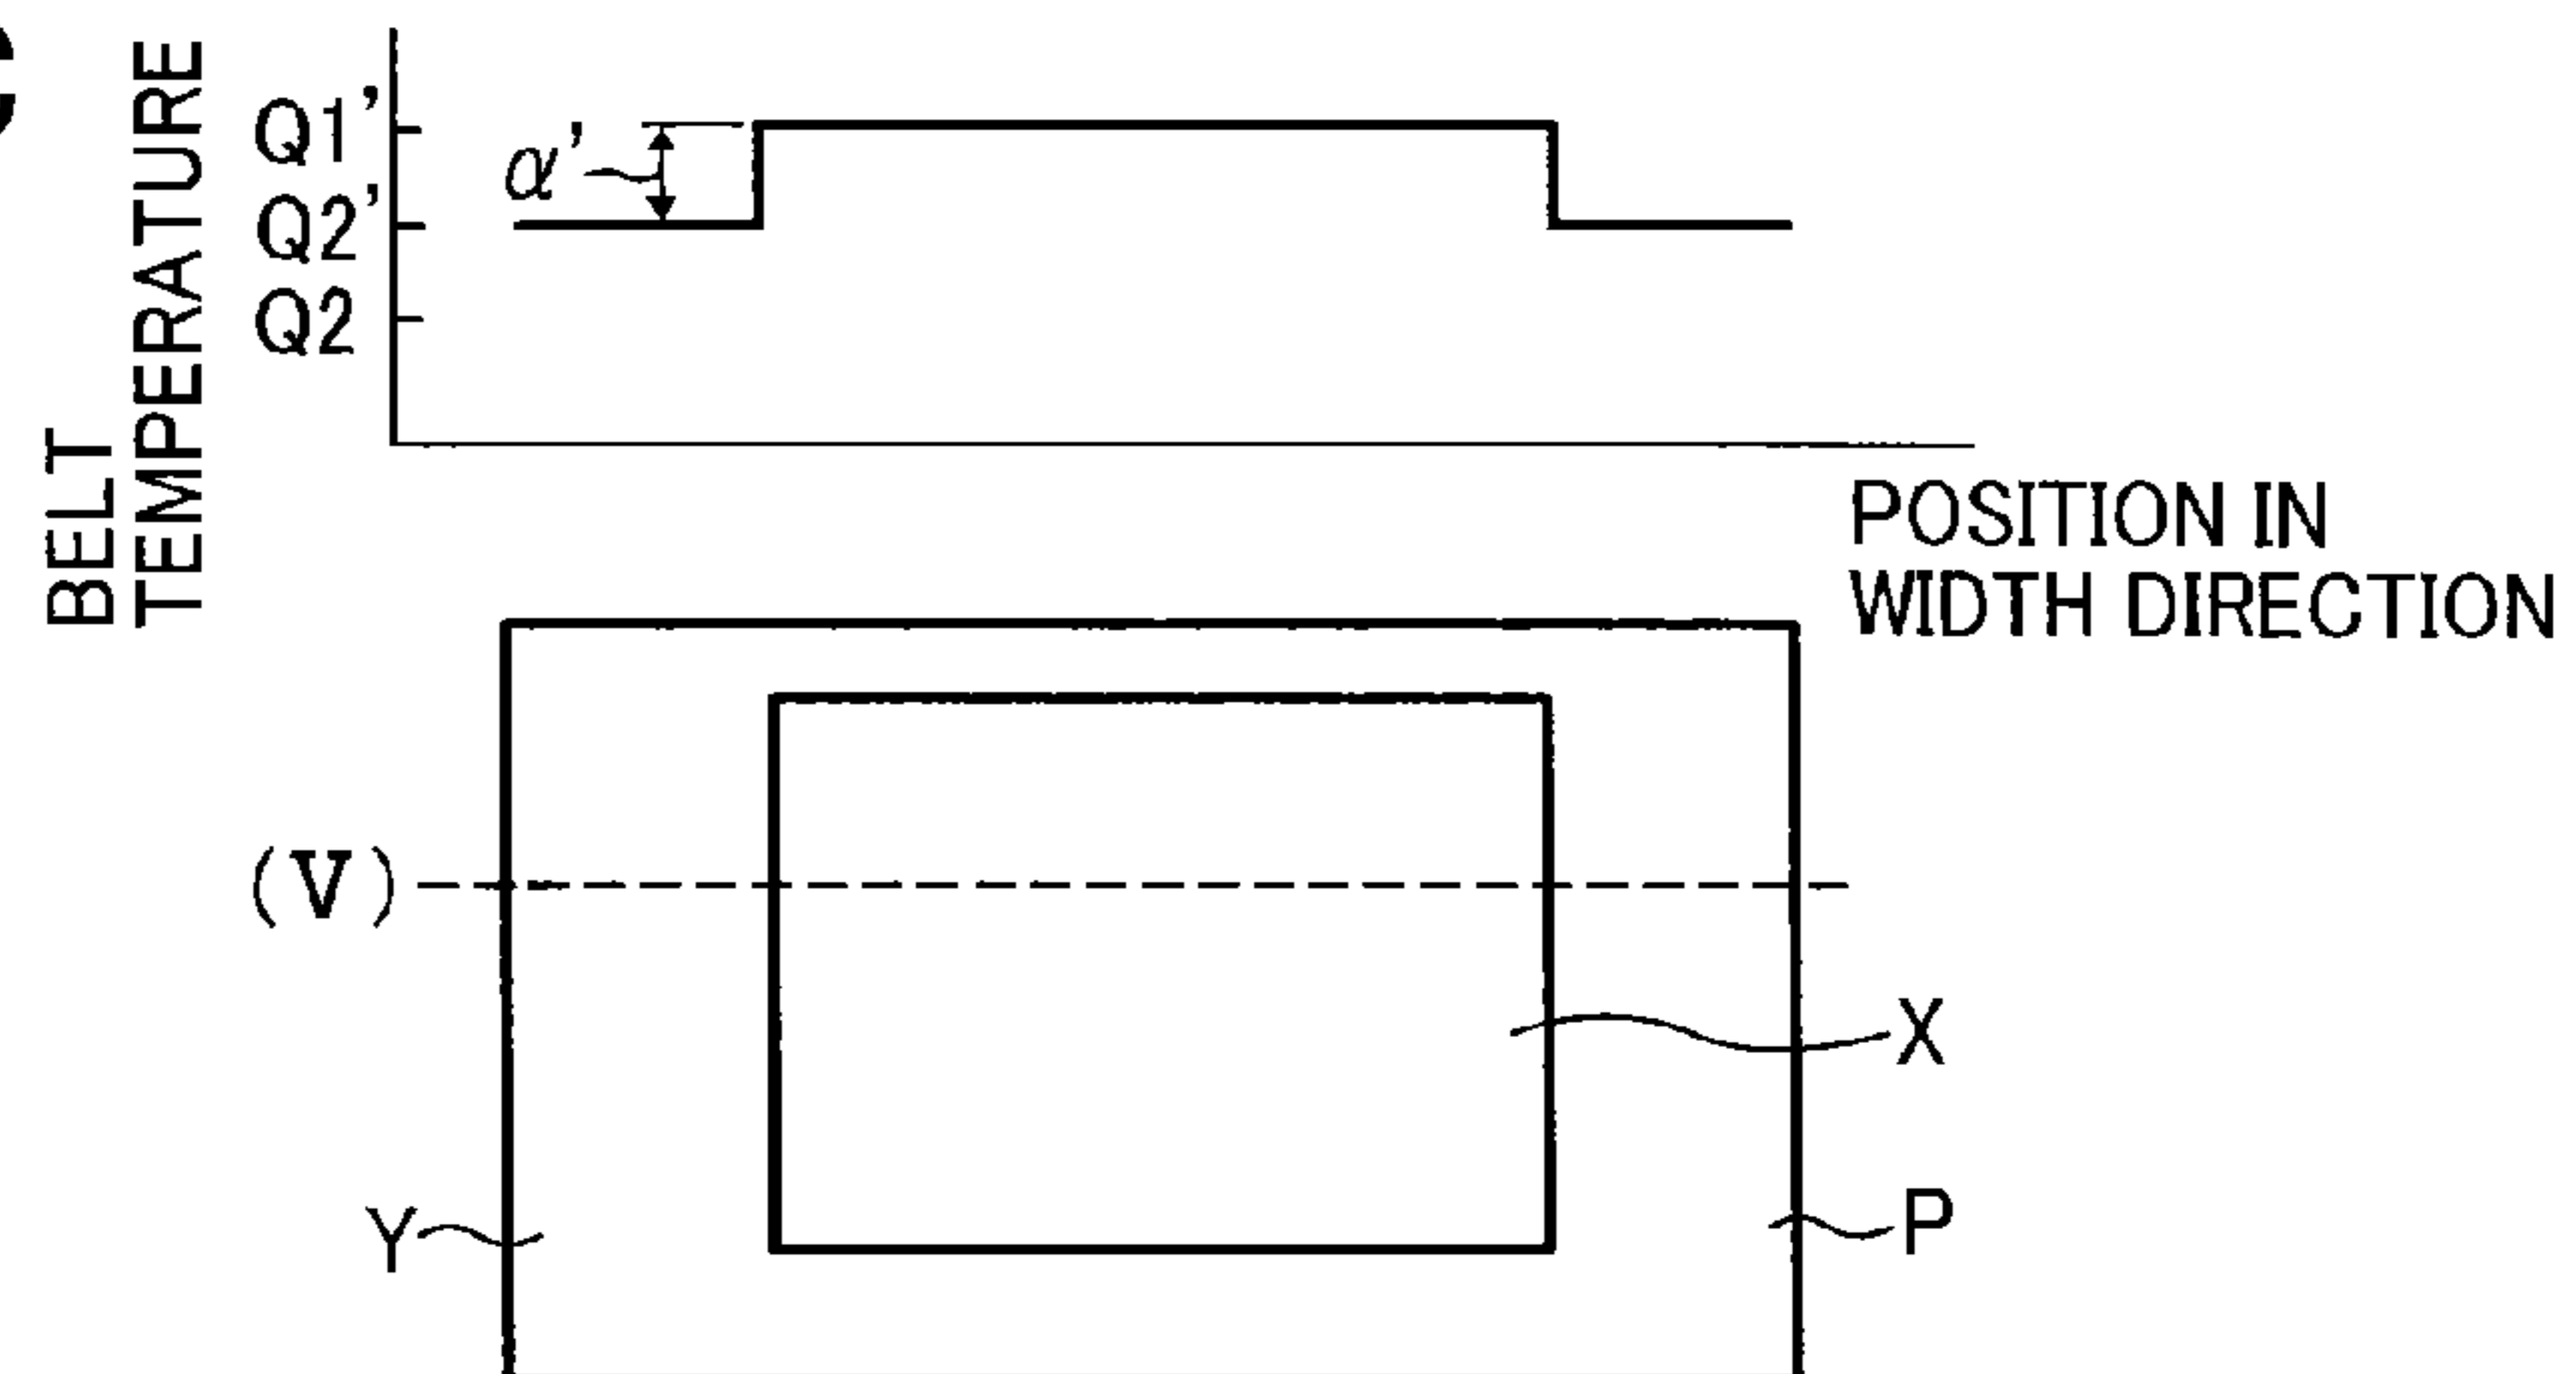 BELT
TEMPERATURE
Q1'
α'
Q2'
Q2
POSITION IN
WIDTH DIRECTION
(V)
X
Y
P